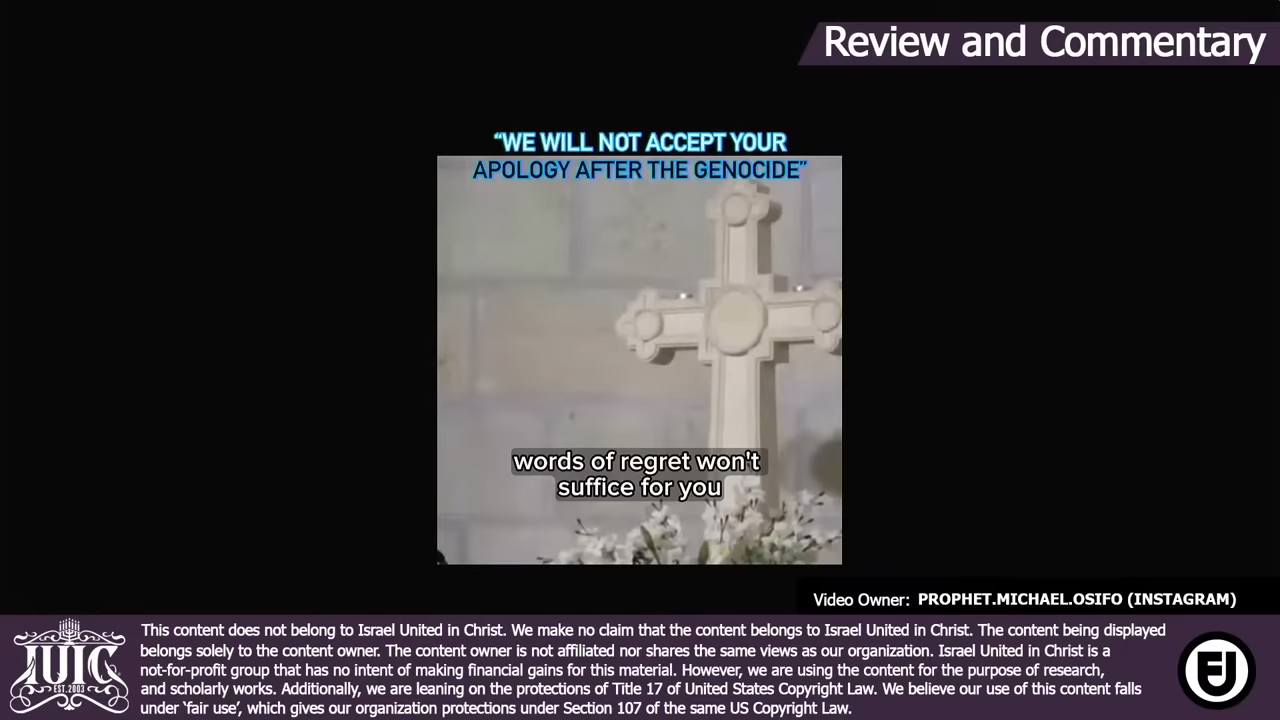 Review and Commentary
“WE WILL NOT ACCEPT YOUR
APOLOGY AFTER THE GENOCIDE”
words of regret won't
suffice for you
Video Owner: PROPHET.MICHAEL.OSIFO (INSTAGRAM)
This content does not belong to Israel United in Christ. We make no claim that the content belongs to Israel United in Christ. The content being displayed
belongs solely to the content owner. The content owner is not affiliated nor shares the same views as our organization. Israel United in Christ is a
not-for-profit group that has no intent of making financial gains for this material. However, we are using the content for the purpose of research,
and scholarly works. Additionally, we are leaning on the protections of Title 17 of United States Copyright Law. We believe our use of this content falls
under ‘fair use’, which gives our organization protections under Section 107 of the same US Copyright Law.
IUIC
EST.2003